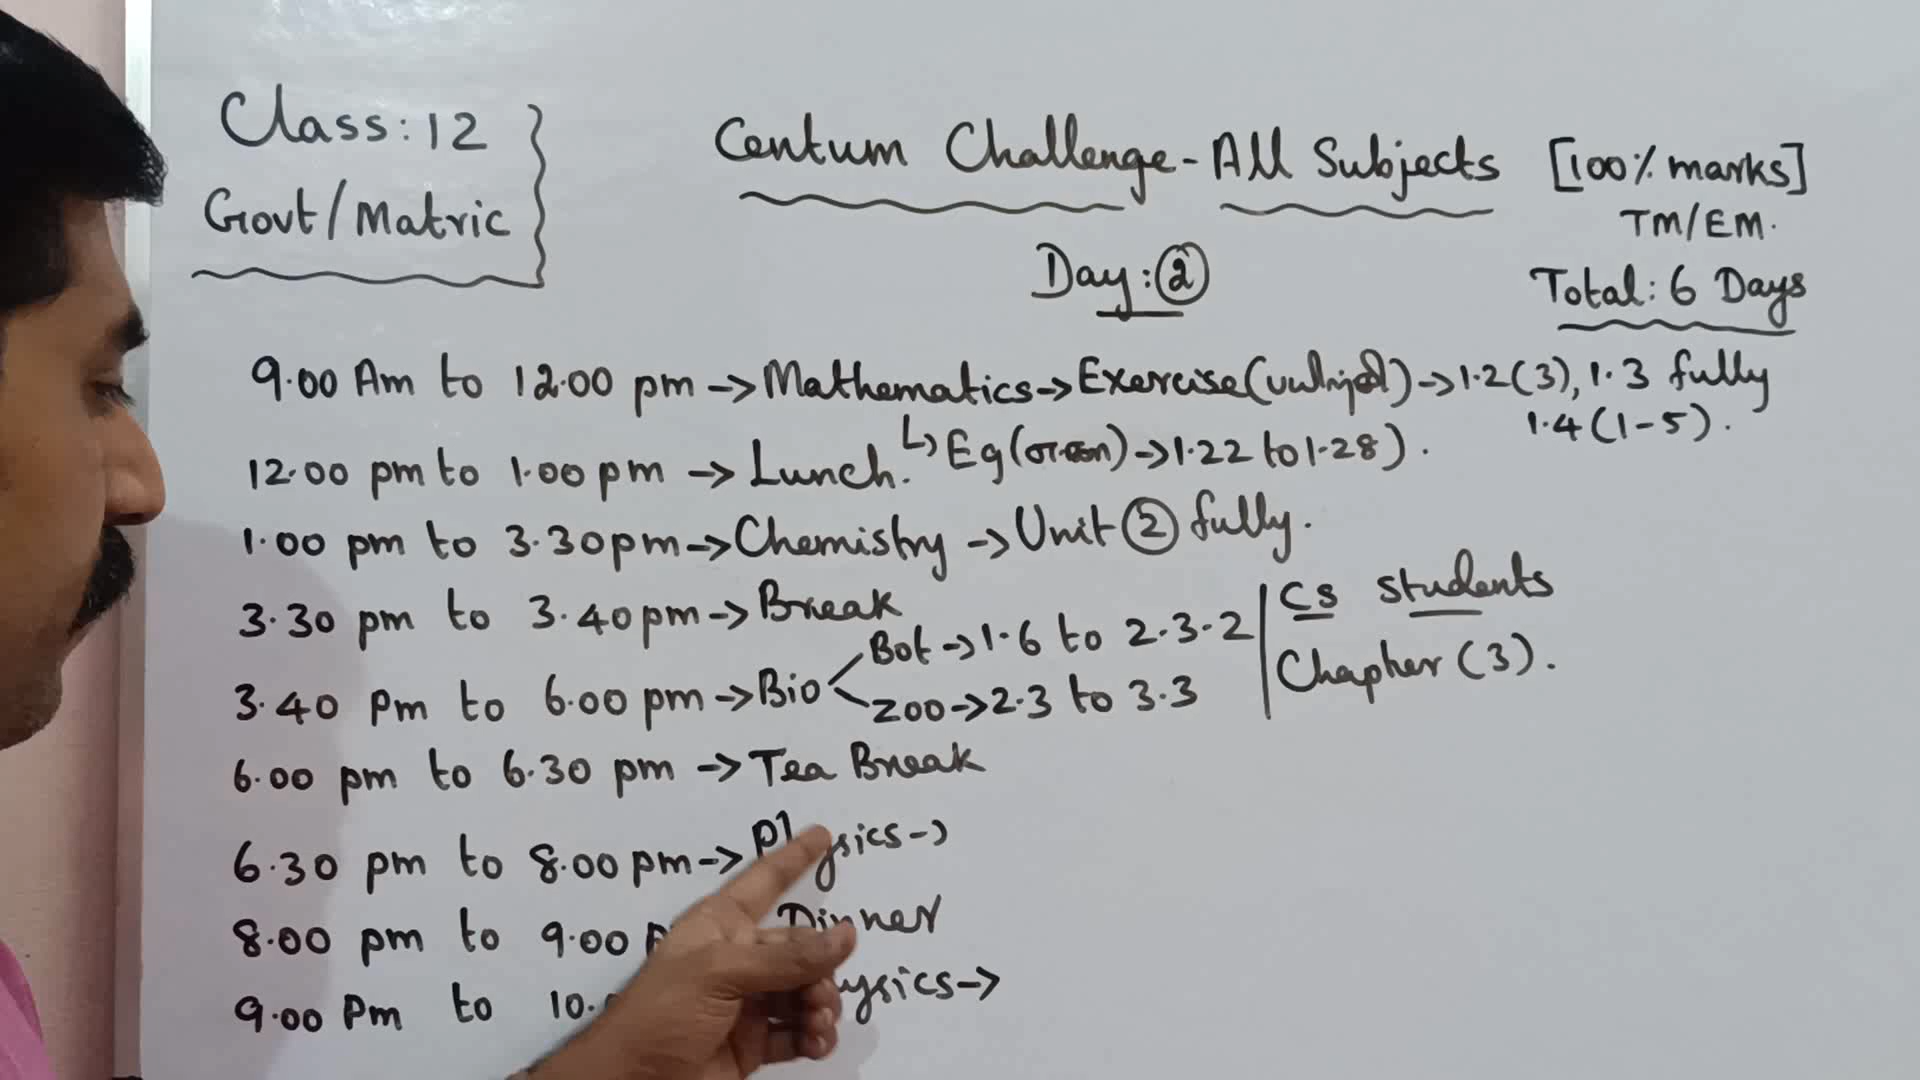 Class: 12
Govt/Matric
Centum Challenge - All Subjects [100% marks]
TM/EM.
Day: ②
Total: 6 Days
9.00 Am to 12.00 pm -> Mathematics -> Exercise (பயிற்சி) -> 1.2(3), 1.3 fully
1.4 (1-5).
↳ Eg (எ.கா) -> 1.22 to 1.28).
12.00 pm to 1.00 pm -> Lunch.
1.00 pm to 3.30pm -> Chemistry -> Unit ② fully.
3.30 pm to 3.40 pm -> Break
3.40 Pm to 6.00 pm -> Bio
Bot -> 1.6 to 2.3.2
Zoo -> 2.3 to 3.3
CS students
Chapter (3).
6.00 pm to 6.30 pm -> Tea Break
6.30 pm to 8.00 pm -> Physics ->
8.00 pm to 9.00 Dinner
9.00 Pm to 10. ysics ->